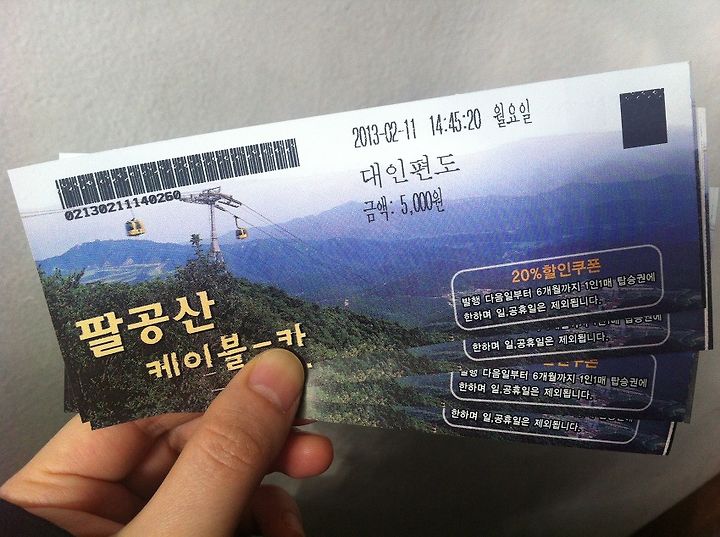 2013-02-11 14:45:20 월요일
02130211140260
대인편도
금액: 5,000원
팔공산
케이블-카
20%할인쿠폰
발행 다음일부터 6개월까지 1인1매 탑승권에
한하며 일,공휴일은 제외됩니다.
한하며 일,공휴일은 제외됩니다.
할인쿠폰
발행 다음일부터 6개월까지 1인1매 탑승권에
한하며 일,공휴일은 제외됩니다.
한하며 일,공휴일은 제외됩니다.